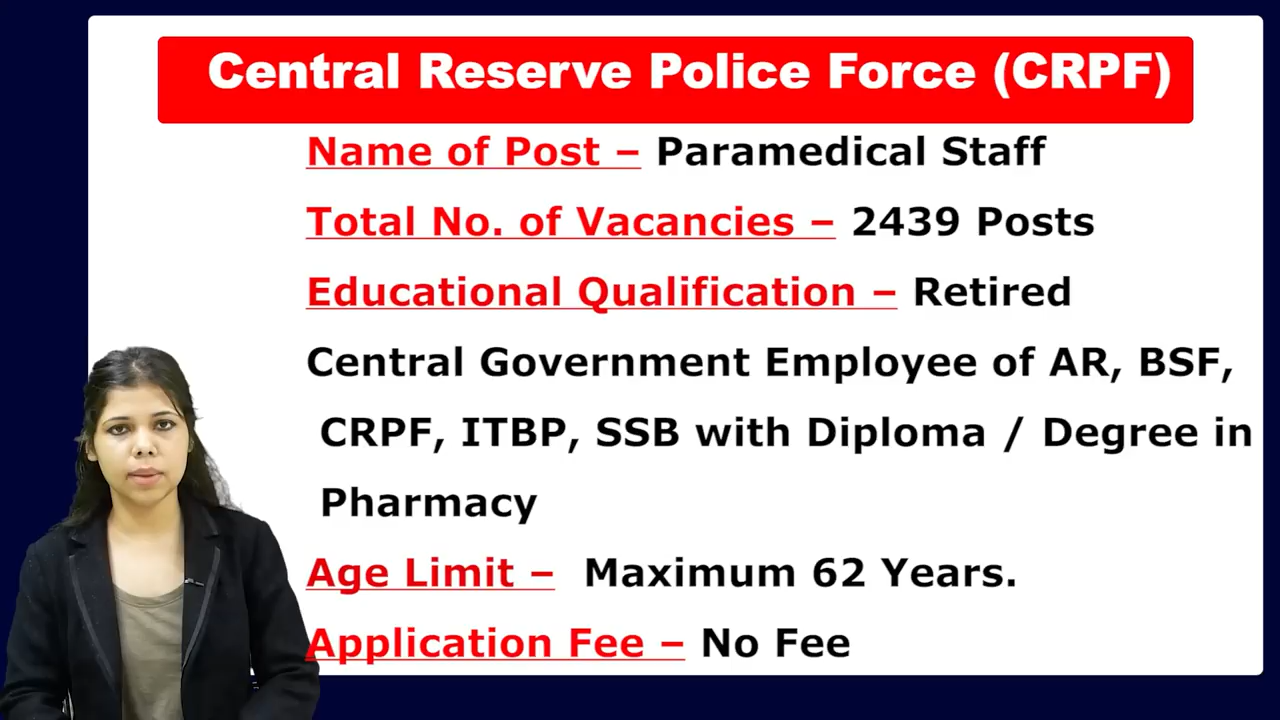 Central Reserve Police Force (CRPF)
Name of Post – Paramedical Staff
Total No. of Vacancies – 2439 Posts
Educational Qualification – Retired
Central Government Employee of AR, BSF,
CRPF, ITBP, SSB with Diploma / Degree in
Pharmacy
Age Limit – Maximum 62 Years.
Application Fee – No Fee